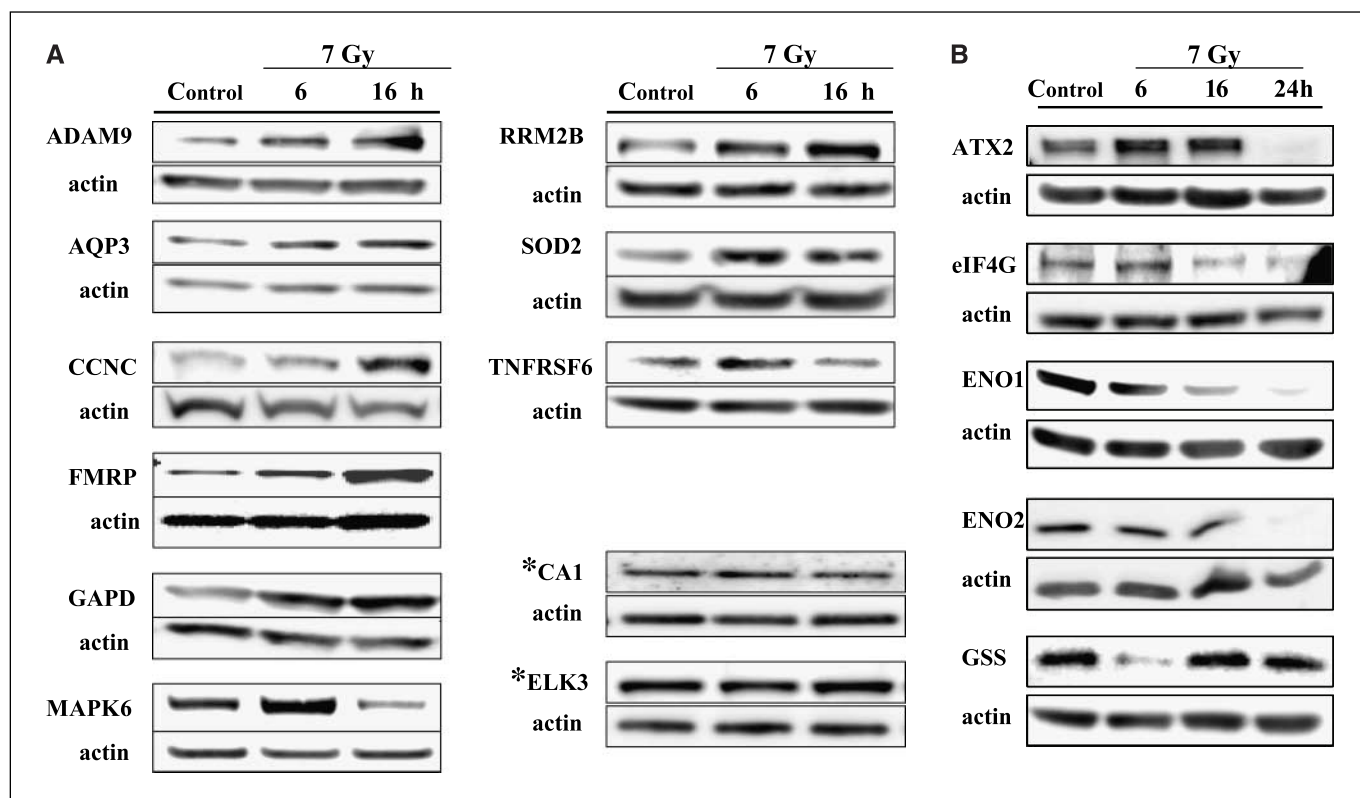 A
7 Gy
Control 6 16 h
ADAM9
actin
AQP3
actin
CCNC
actin
FMRP
actin
GAPD
actin
MAPK6
actin
7 Gy
Control 6 16 h
RRM2B
actin
SOD2
actin
TNFRSF6
actin
*CA1
actin
*ELK3
actin
B
7 Gy
Control 6 16 24h
ATX2
actin
eIF4G
actin
ENO1
actin
ENO2
actin
GSS
actin